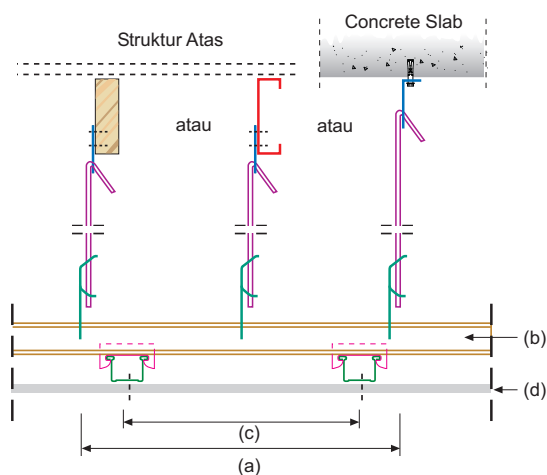 Concrete Slab
Struktur Atas
atau
atau
(b)
(d)
(c)
(a)